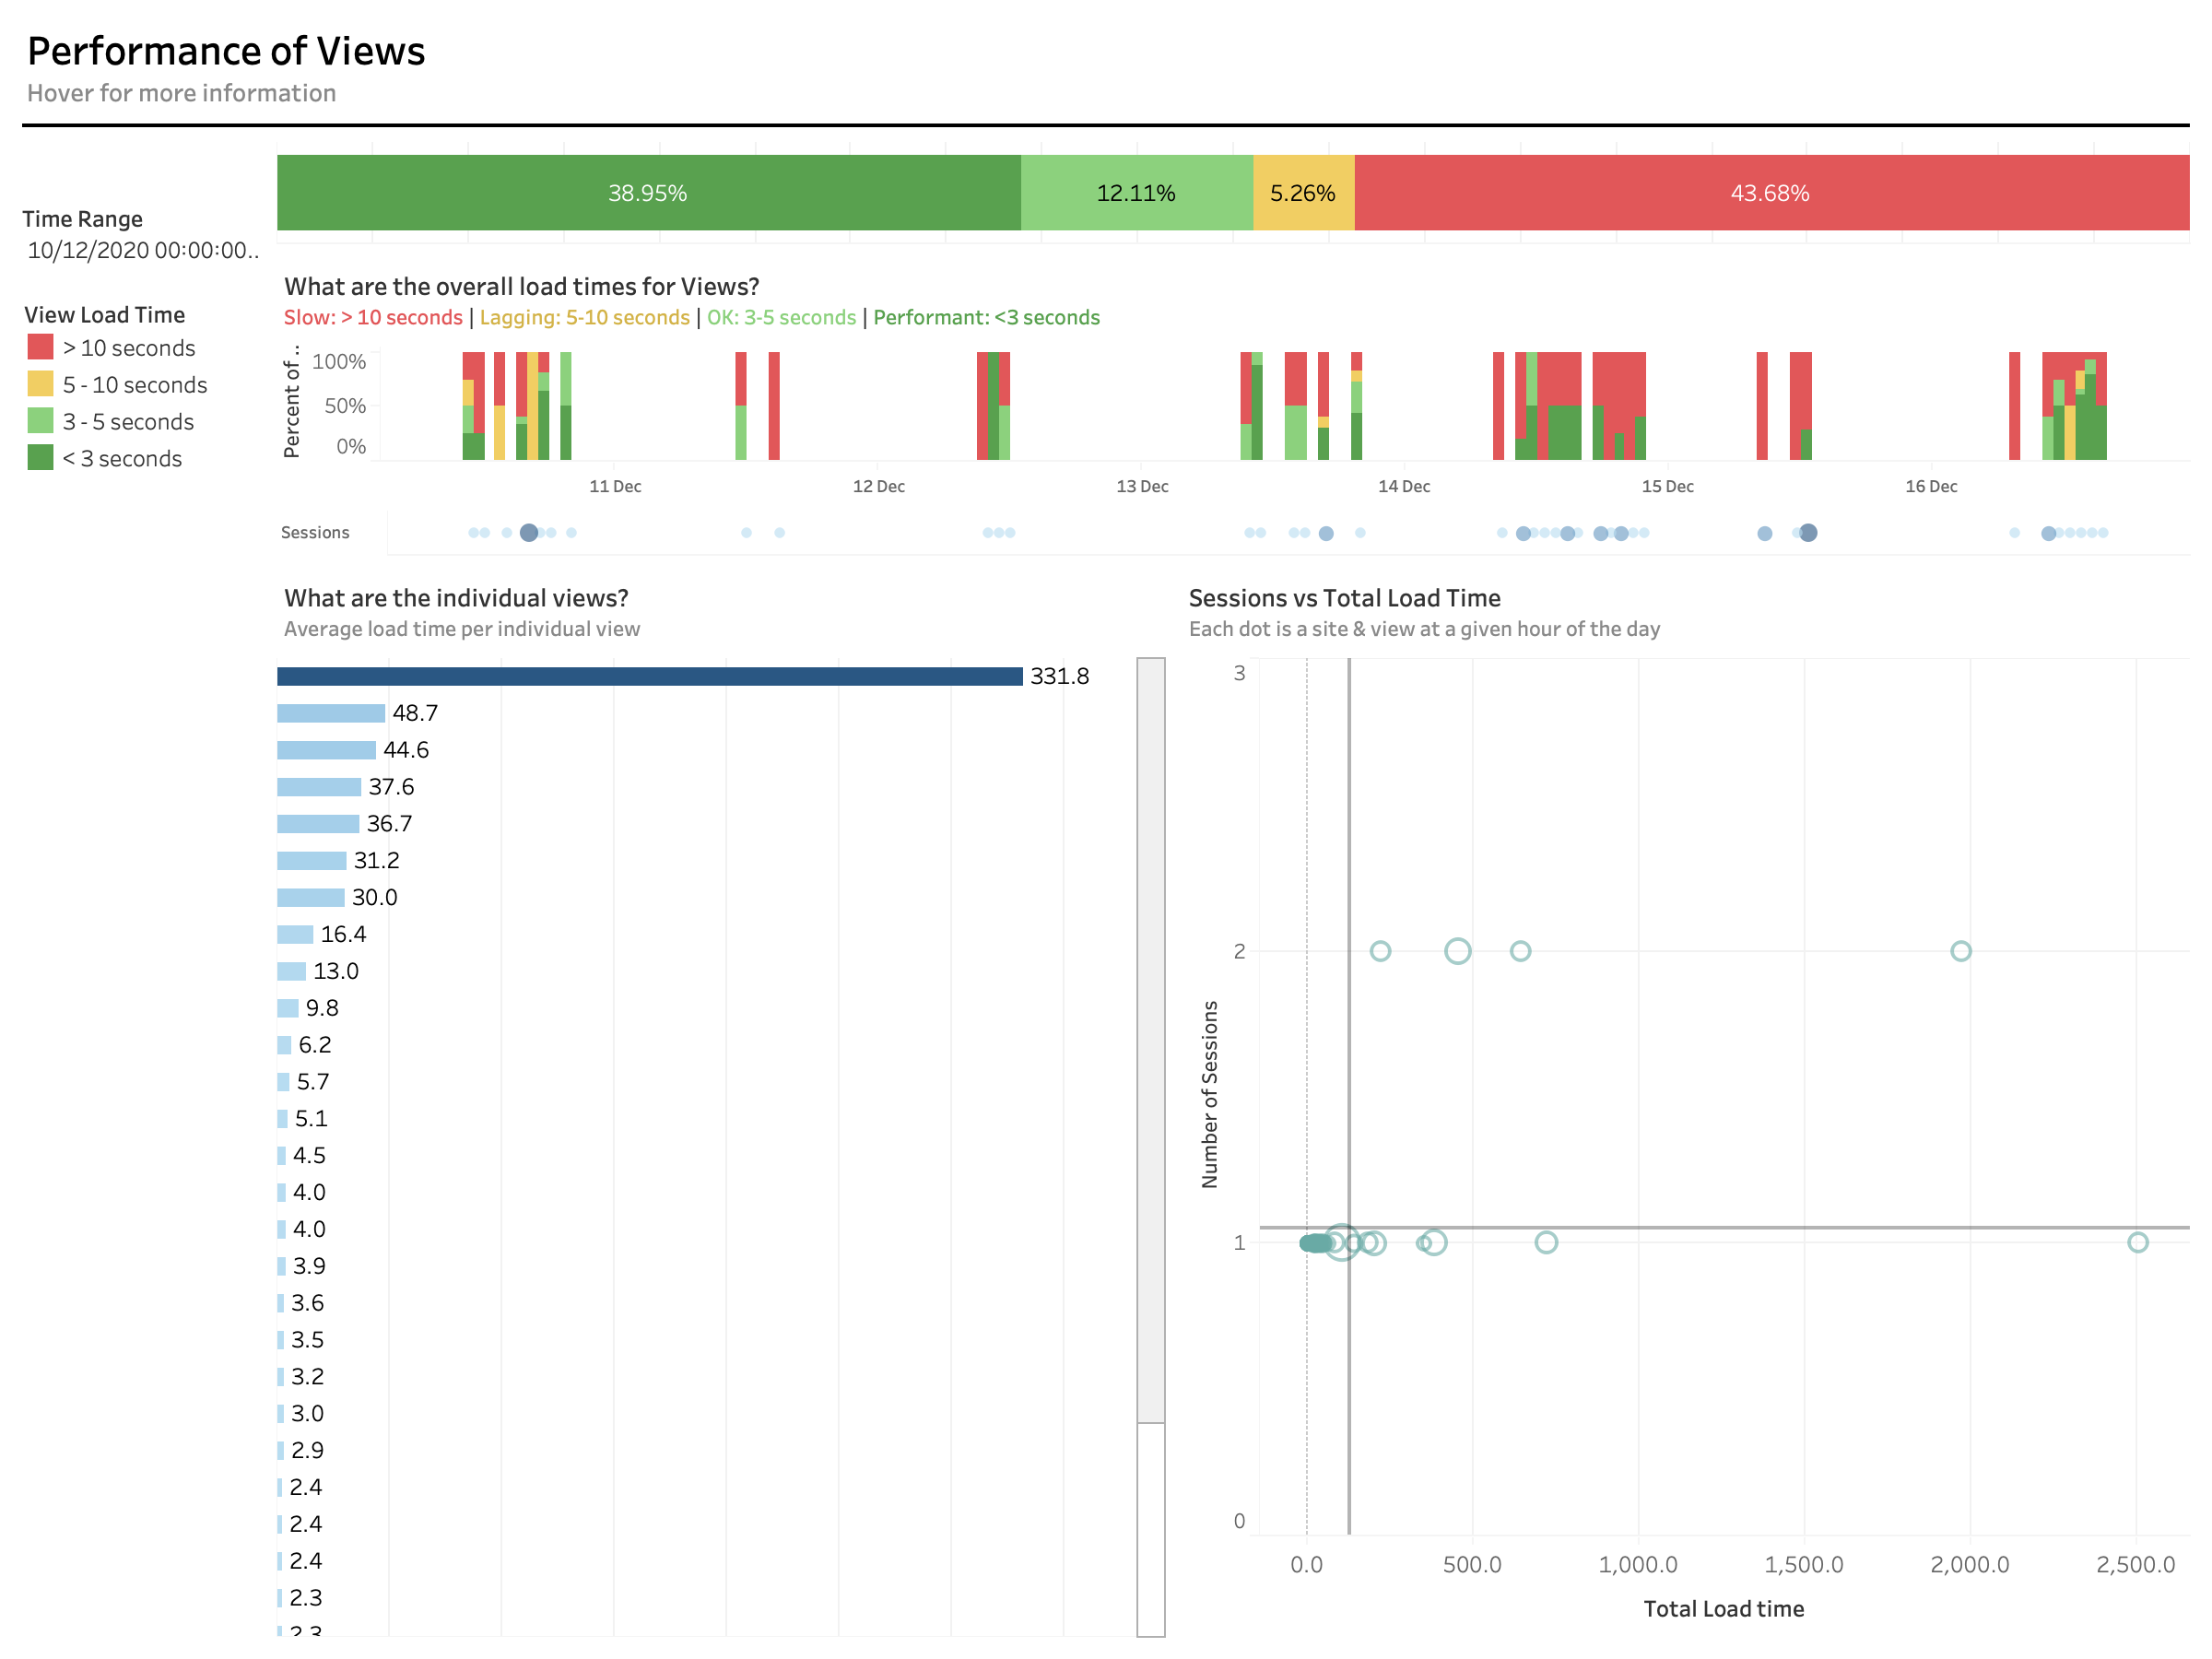 Performance of Views
Hover for more information
38.95%
12.11%
5.26%
43.68%
Time Range
10/12/2020 00:00:00..
View Load Time
> 10 seconds
5 - 10 seconds
3 - 5 seconds
< 3 seconds
What are the overall load times for Views?
Slow: > 10 seconds | Lagging: 5-10 seconds | OK: 3-5 seconds | Performant: <3 seconds
Percent of ..
100%
50%
0%
11 Dec
12 Dec
13 Dec
14 Dec
15 Dec
16 Dec
Sessions
What are the individual views?
Average load time per individual view
331.8
48.7
44.6
37.6
36.7
31.2
30.0
16.4
13.0
9.8
6.2
5.7
5.1
4.5
4.0
4.0
3.9
3.6
3.5
3.2
3.0
2.9
2.4
2.4
2.4
2.3
2.3
Sessions vs Total Load Time
Each dot is a site & view at a given hour of the day
Number of Sessions
3
2
1
0
0.0
500.0
1,000.0
1,500.0
2,000.0
2,500.0
Total Load time